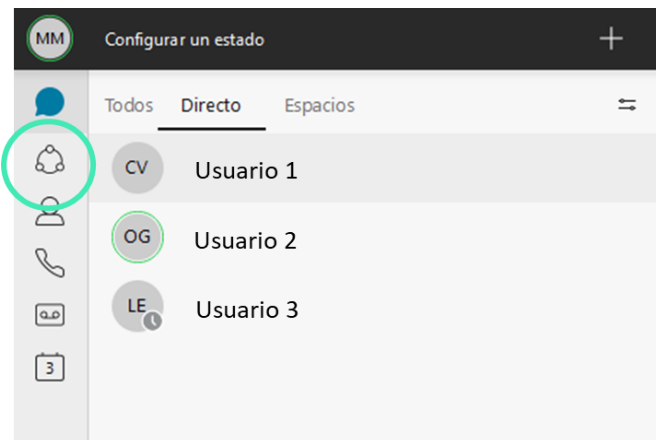 MM Configurar un estado
Todos Directo Espacios
CV Usuario 1
OG Usuario 2
LE Usuario 3
3